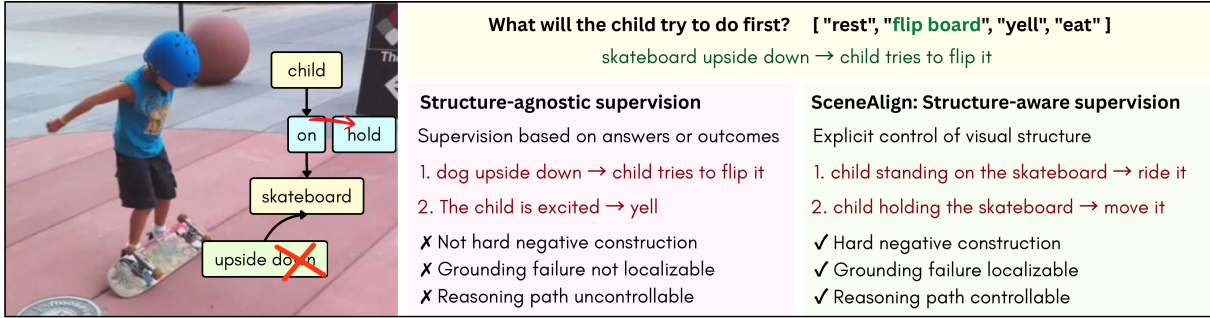 What will the child try to do first? [ "rest", "flip board", "yell", "eat" ]
skateboard upside down → child tries to flip it
child
on
hold
skateboard
upside down
Structure-agnostic supervision
Supervision based on answers or outcomes
1. dog upside down → child tries to flip it
2. The child is excited → yell
✗ Not hard negative construction
✗ Grounding failure not localizable
✗ Reasoning path uncontrollable
SceneAlign: Structure-aware supervision
Explicit control of visual structure
1. child standing on the skateboard → ride it
2. child holding the skateboard → move it
✓ Hard negative construction
✓ Grounding failure localizable
✓ Reasoning path controllable